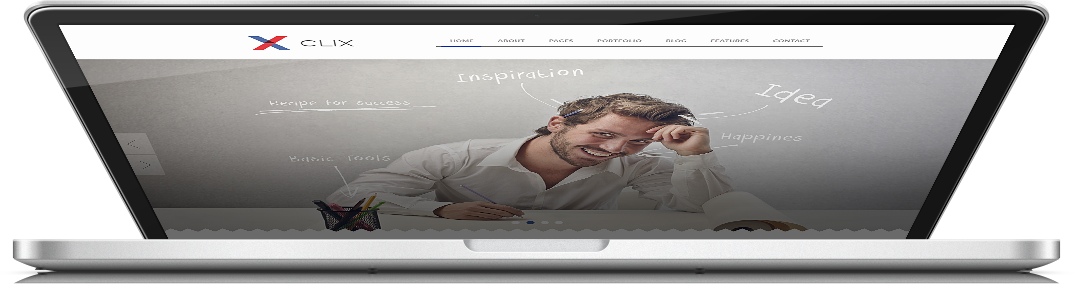 CLIX
HOME ABOUT PAGES PORTFOLIO BLOG FEATURES CONTACT
Inspiration
Idea
Recipe for success
Happines
Basic Tools